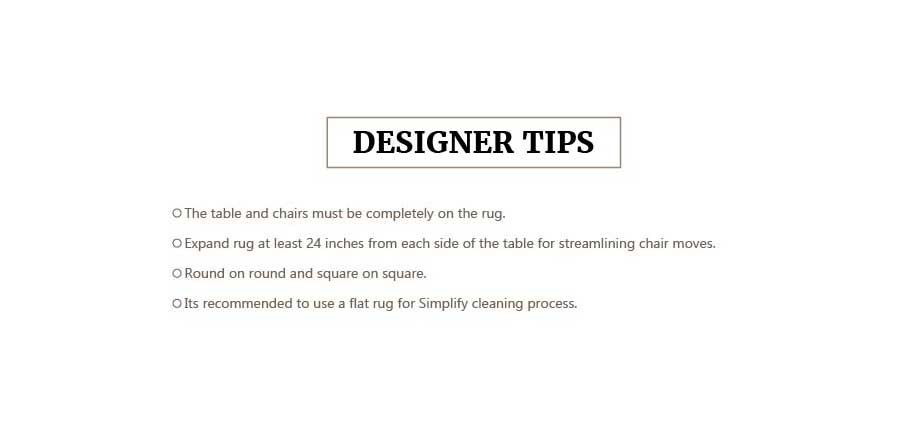 DESIGNER TIPS
The table and chairs must be completely on the rug.
Expand rug at least 24 inches from each side of the table for streamlining chair moves.
Round on round and square on square.
Its recommended to use a flat rug for Simplify cleaning process.